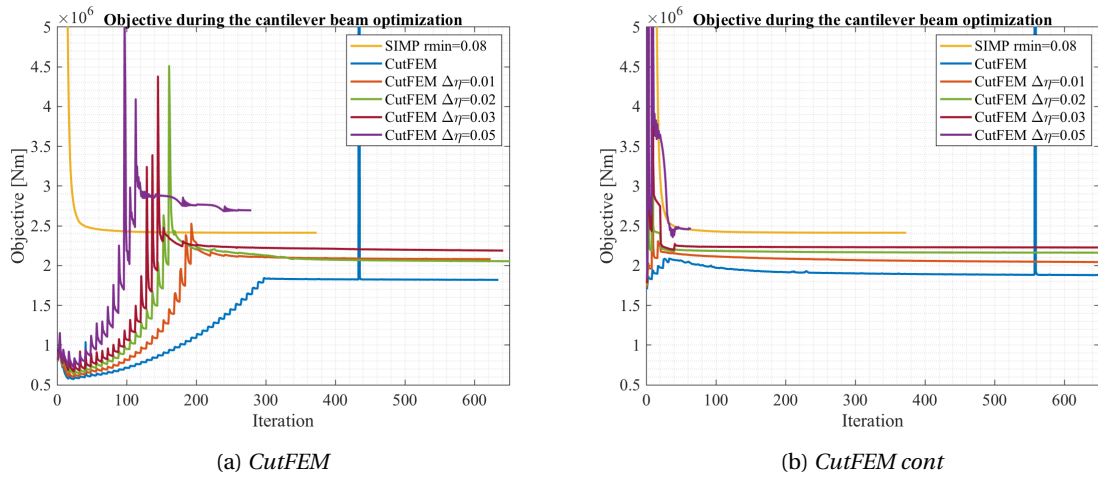 ×10⁶
Objective during the cantilever beam optimization
5
4.5
4
3.5
3
2.5
2
1.5
1
0.5
Objective [Nm]
SIMP rmin=0.08
CutFEM
CutFEM Δη=0.01
CutFEM Δη=0.02
CutFEM Δη=0.03
CutFEM Δη=0.05
0 100 200 300 400 500 600
Iteration
(a) CutFEM
×10⁶
Objective during the cantilever beam optimization
5
4.5
4
3.5
3
2.5
2
1.5
1
0.5
Objective [Nm]
SIMP rmin=0.08
CutFEM
CutFEM Δη=0.01
CutFEM Δη=0.02
CutFEM Δη=0.03
CutFEM Δη=0.05
0 100 200 300 400 500 600
Iteration
(b) CutFEM cont